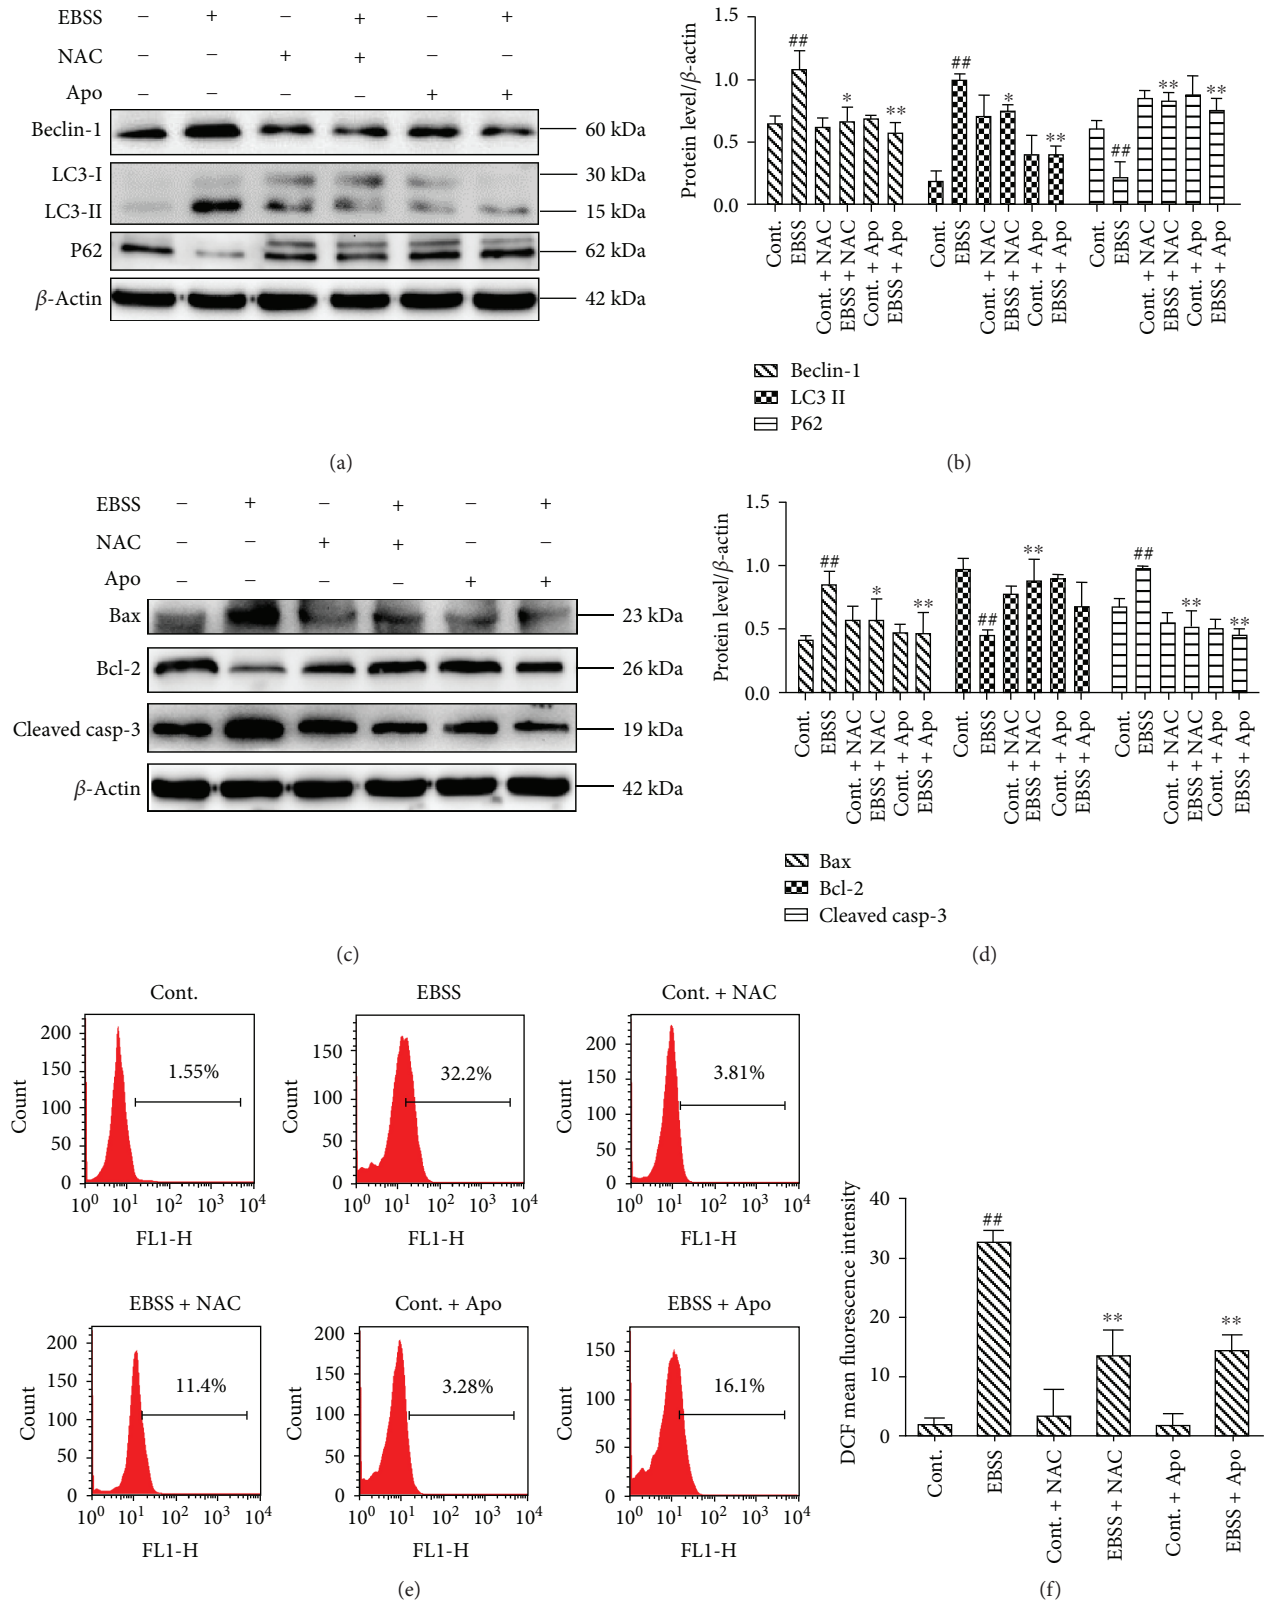 EBSS − + − + − +
NAC − − + + − −
Apo − − − − + +
Beclin-1 60 kDa
LC3-I 30 kDa
LC3-II 15 kDa
P62 62 kDa
β-Actin 42 kDa
(a)
Protein level/β-actin
1.5
1.0
0.5
0.0
## * **
## * **
## ** **
Cont. EBSS Cont. + NAC EBSS + NAC Cont. + Apo EBSS + Apo
Cont. EBSS Cont. + NAC EBSS + NAC Cont. + Apo EBSS + Apo
Cont. EBSS Cont. + NAC EBSS + NAC Cont. + Apo EBSS + Apo
Beclin-1
LC3 II
P62
(b)
EBSS − + − + − +
NAC − − + + − −
Apo − − − − + +
Bax 23 kDa
Bcl-2 26 kDa
Cleaved casp-3 19 kDa
β-Actin 42 kDa
(c)
Protein level/β-actin
1.5
1.0
0.5
0.0
## * **
## **
## ** **
Cont. EBSS Cont. + NAC EBSS + NAC Cont. + Apo EBSS + Apo
Cont. EBSS Cont. + NAC EBSS + NAC Cont. + Apo EBSS + Apo
Cont. EBSS Cont. + NAC EBSS + NAC Cont. + Apo EBSS + Apo
Bax
Bcl-2
Cleaved casp-3
(d)
Cont.
Count
200
150
100
50
0
1.55%
10⁰ 10¹ 10² 10³ 10⁴
FL1-H
EBSS
Count
150
100
50
0
32.2%
10⁰ 10¹ 10² 10³ 10⁴
FL1-H
Cont. + NAC
Count
200
150
100
50
0
3.81%
10⁰ 10¹ 10² 10³ 10⁴
FL1-H
EBSS + NAC
Count
200
150
100
50
0
11.4%
10⁰ 10¹ 10² 10³ 10⁴
FL1-H
Cont. + Apo
Count
200
150
100
50
0
3.28%
10⁰ 10¹ 10² 10³ 10⁴
FL1-H
EBSS + Apo
Count
150
100
50
0
16.1%
10⁰ 10¹ 10² 10³ 10⁴
FL1-H
(e)
DCF mean fluorescence intensity
40
30
20
10
0
## ** **
Cont. EBSS Cont. + NAC EBSS + NAC Cont. + Apo EBSS + Apo
(f)